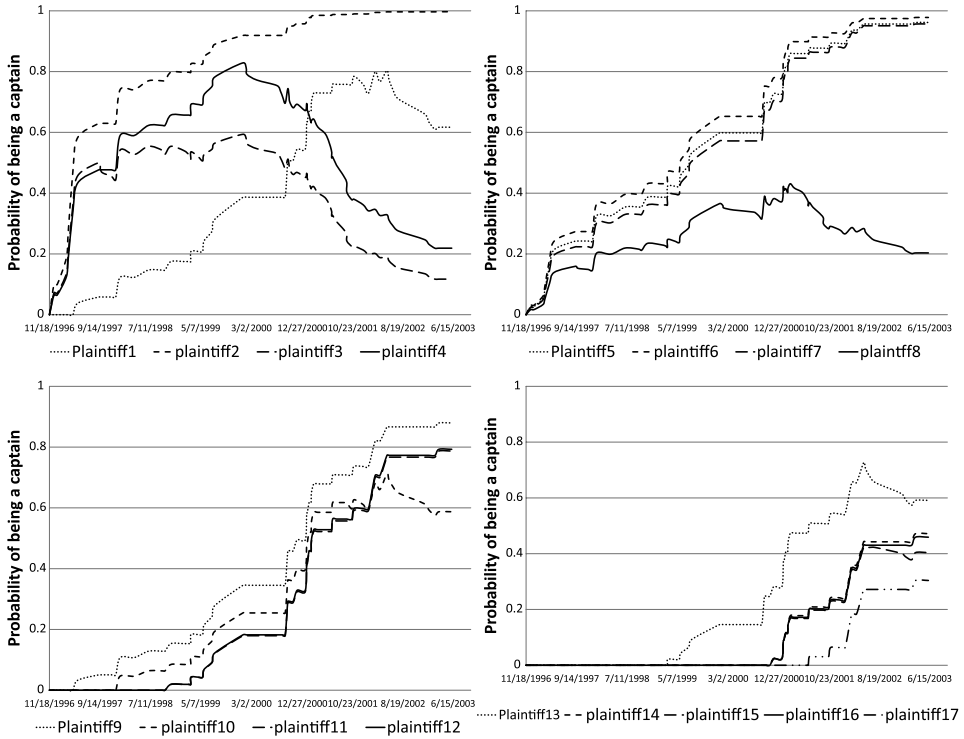 Probability of being a captain
1
0.8
0.6
0.4
0.2
0
11/18/1996 9/14/1997 7/11/1998 5/7/1999 3/2/2000 12/27/2000 10/23/2001 8/19/2002 6/15/2003
Plaintiff1 plaintiff2 plaintiff3 plaintiff4
Probability of being a captain
1
0.8
0.6
0.4
0.2
0
11/18/1996 9/14/1997 7/11/1998 5/7/1999 3/2/2000 12/27/2000 10/23/2001 8/19/2002 6/15/2003
Plaintiff5 plaintiff6 plaintiff7 plaintiff8
Probability of being a captain
1
0.8
0.6
0.4
0.2
0
11/18/1996 9/14/1997 7/11/1998 5/7/1999 3/2/2000 12/27/2000 10/23/2001 8/19/2002 6/15/2003
Plaintiff9 plaintiff10 plaintiff11 plaintiff12
Probability of being a captain
1
0.8
0.6
0.4
0.2
0
11/18/1996 9/14/1997 7/11/1998 5/7/1999 3/2/2000 12/27/2000 10/23/2001 8/19/2002 6/15/2003
Plaintiff13 plaintiff14 plaintiff15 plaintiff16 plaintiff17